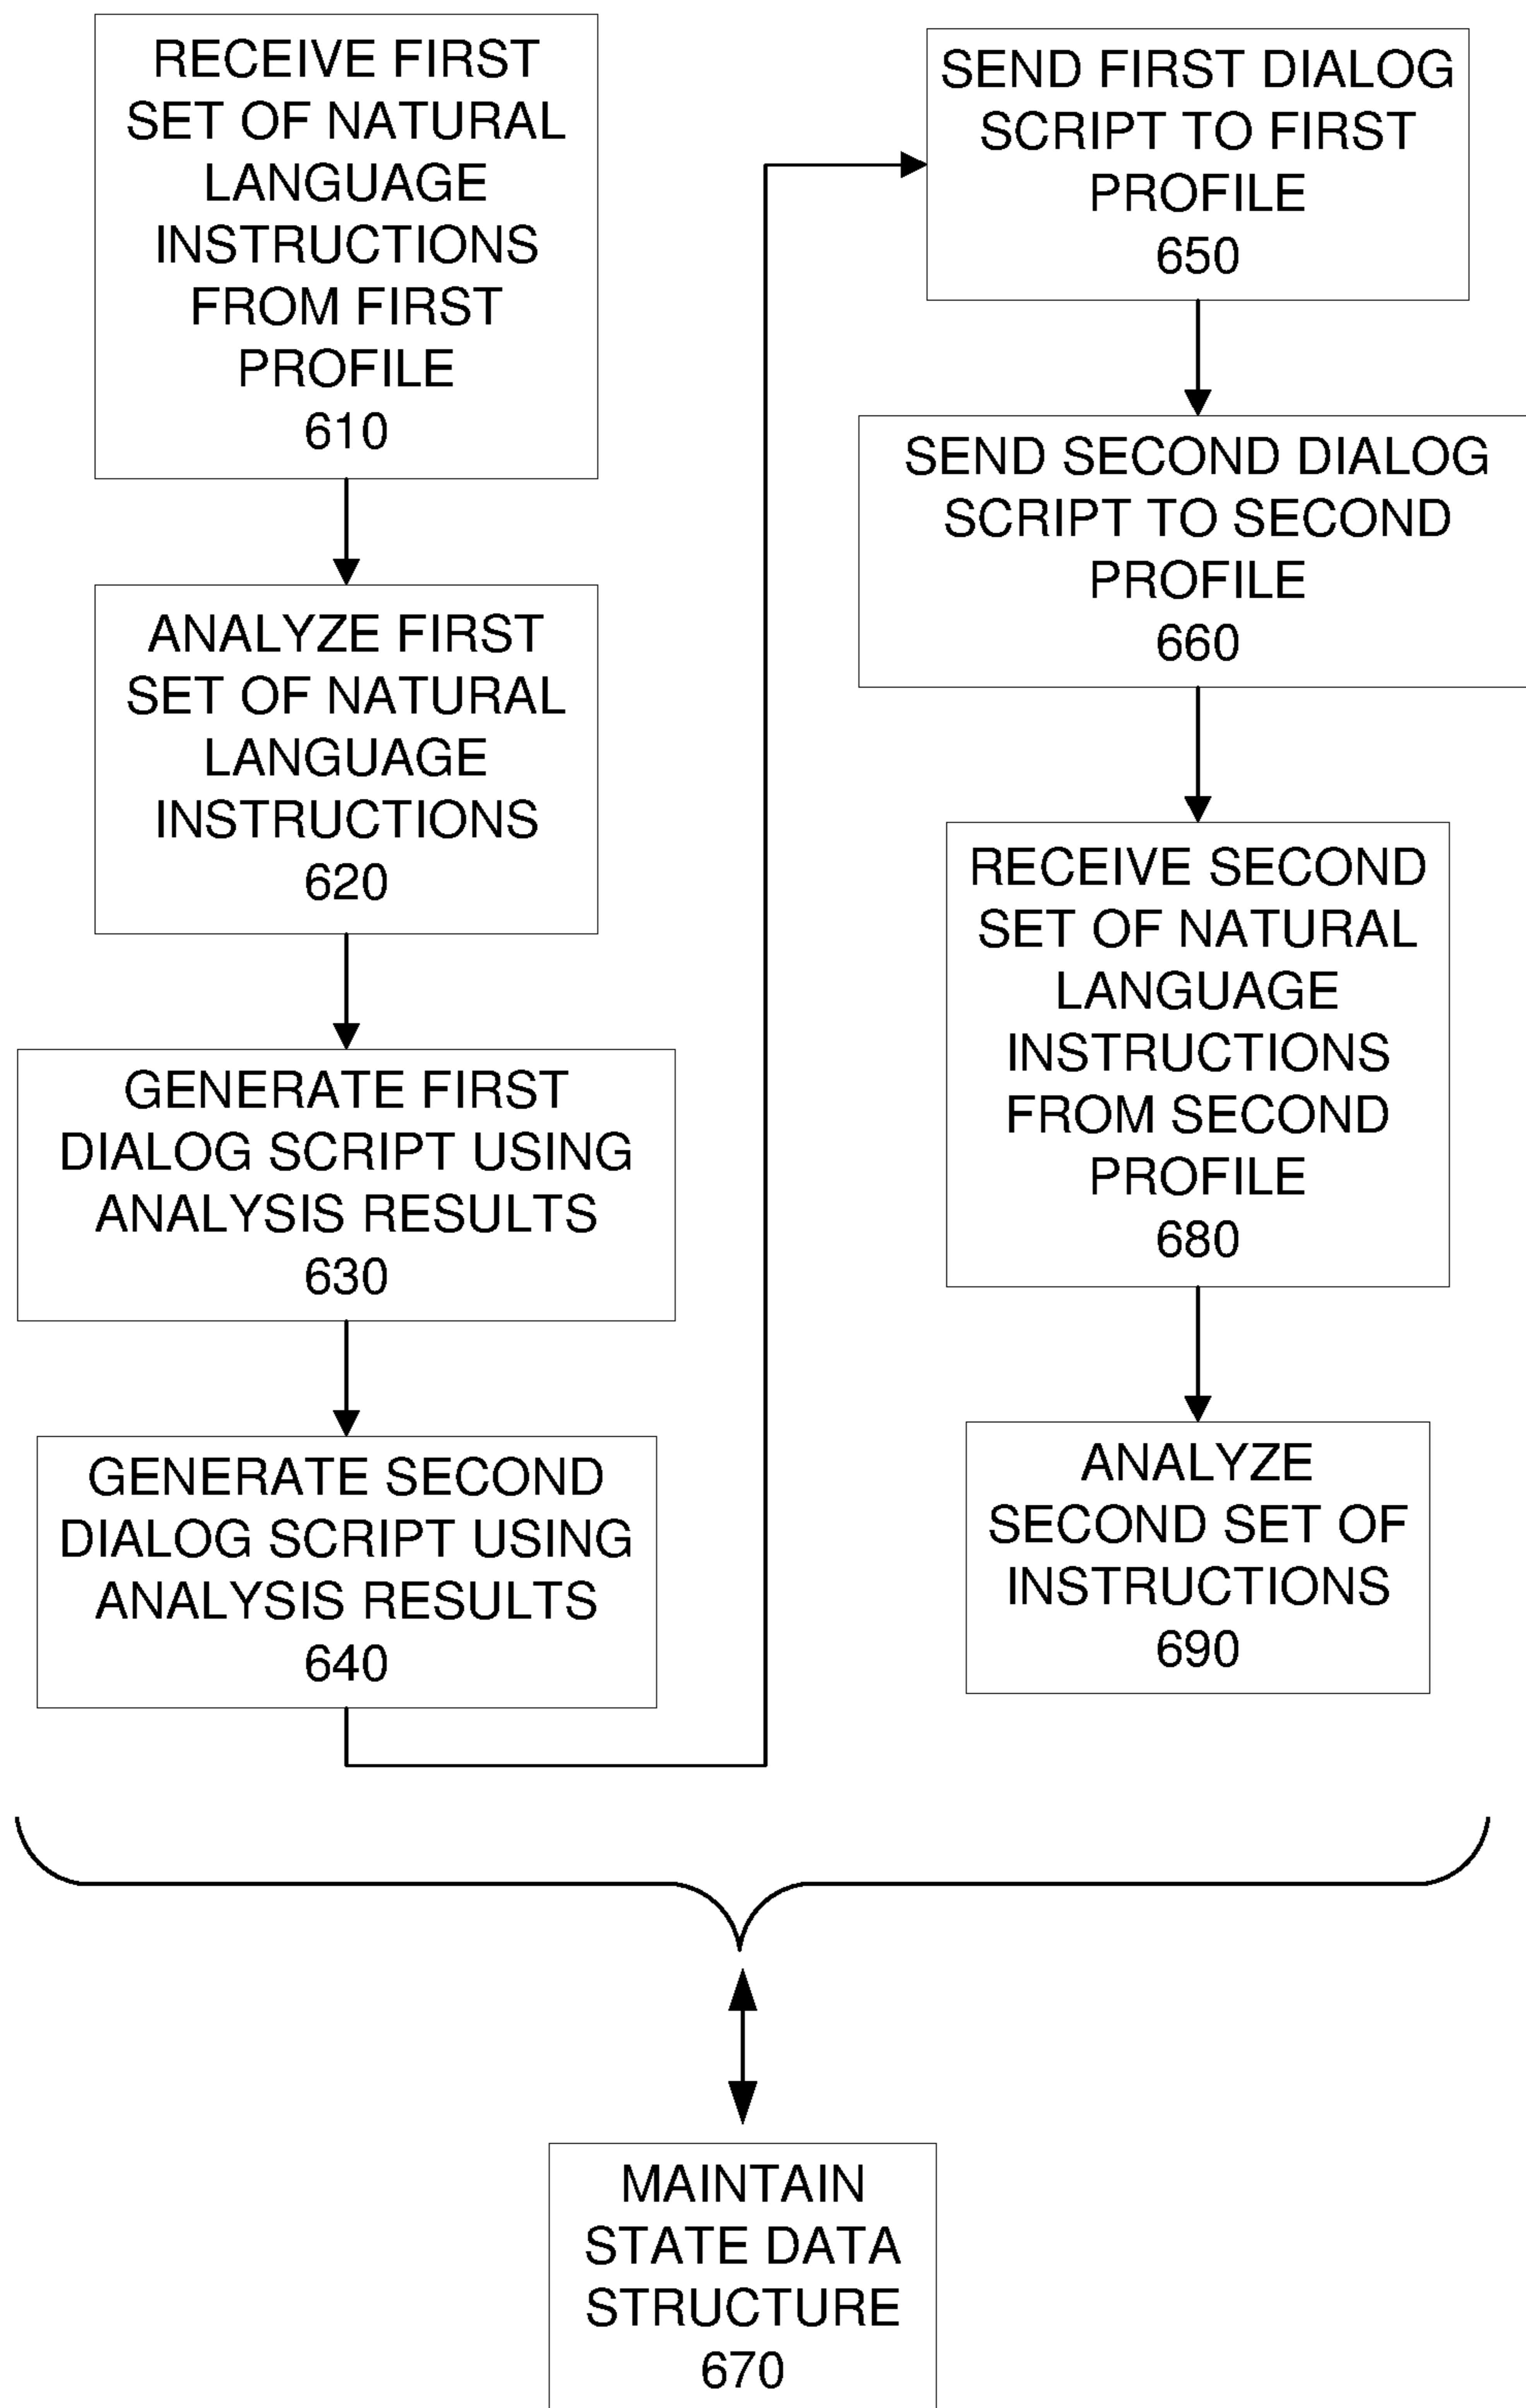 RECEIVE FIRST
SET OF NATURAL
LANGUAGE
INSTRUCTIONS
FROM FIRST
PROFILE
610
ANALYZE FIRST
SET OF NATURAL
LANGUAGE
INSTRUCTIONS
620
GENERATE FIRST
DIALOG SCRIPT USING
ANALYSIS RESULTS
630
GENERATE SECOND
DIALOG SCRIPT USING
ANALYSIS RESULTS
640
SEND FIRST DIALOG
SCRIPT TO FIRST
PROFILE
650
SEND SECOND DIALOG
SCRIPT TO SECOND
PROFILE
660
RECEIVE SECOND
SET OF NATURAL
LANGUAGE
INSTRUCTIONS
FROM SECOND
PROFILE
680
ANALYZE
SECOND SET OF
INSTRUCTIONS
690
MAINTAIN
STATE DATA
STRUCTURE
670